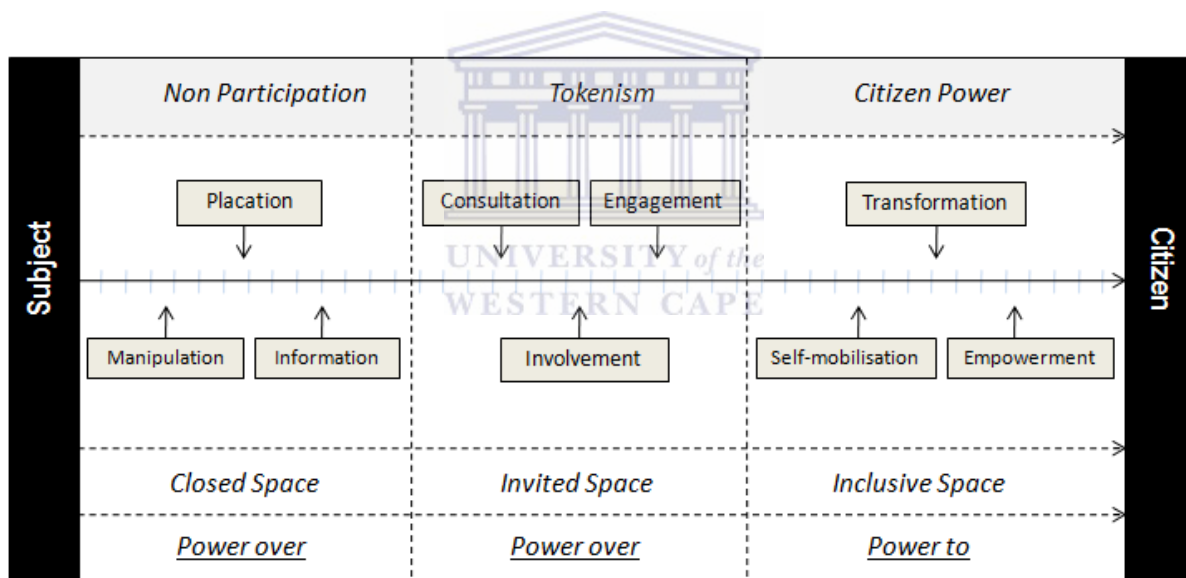 Non Participation
Tokenism
Citizen Power
Placation
Consultation
Engagement
Transformation
Subject
UNIVERSITY of the
WESTERN CAPE
Citizen
Manipulation
Information
Involvement
Self-mobilisation
Empowerment
Closed Space
Invited Space
Inclusive Space
Power over
Power over
Power to